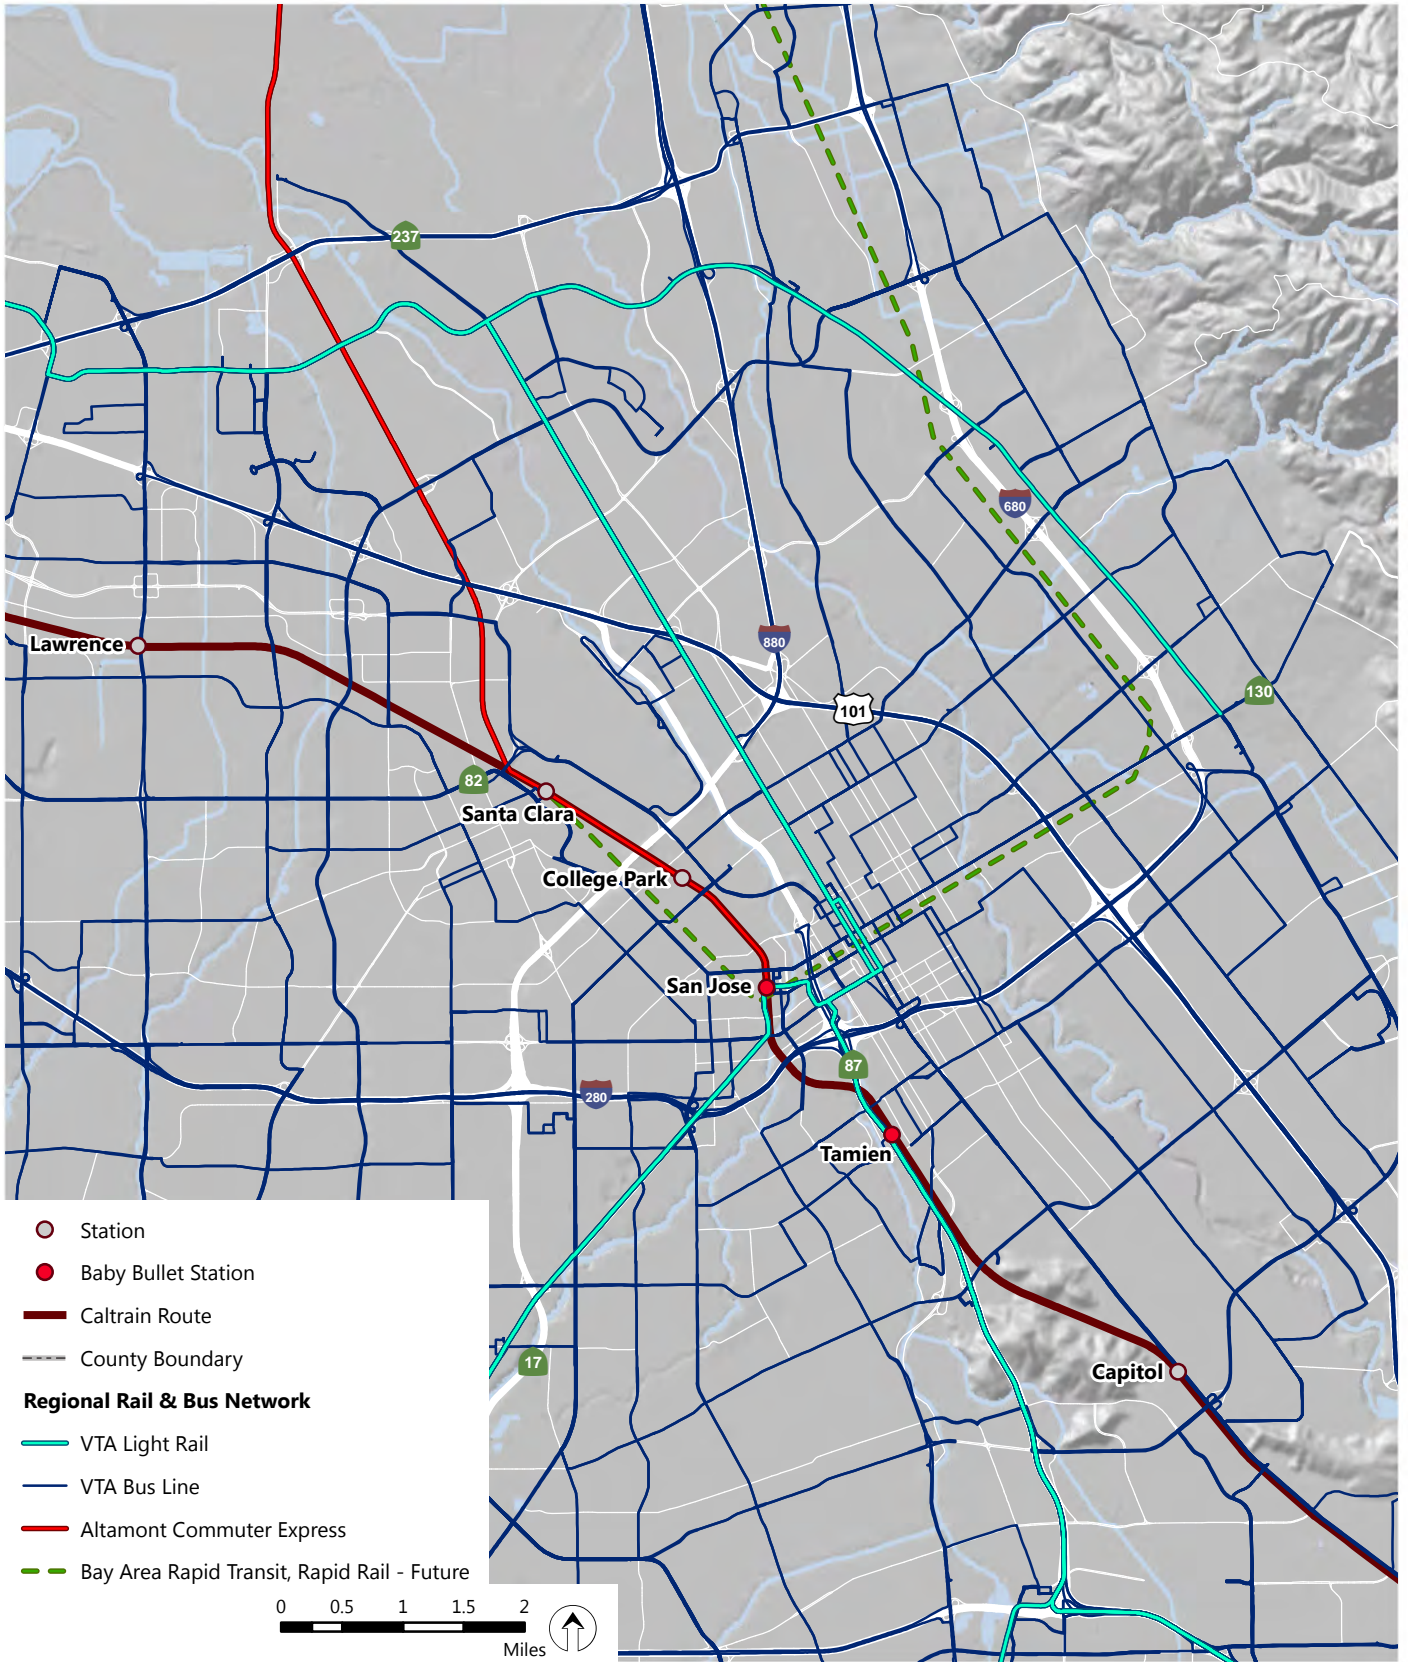 237
680
Lawrence
880
130
101
82
Santa Clara
College Park
San Jose
87
280
Tamien
17
Capitol
Station
Baby Bullet Station
Caltrain Route
County Boundary
Regional Rail & Bus Network
VTA Light Rail
VTA Bus Line
Altamont Commuter Express
Bay Area Rapid Transit, Rapid Rail - Future
0 0.5 1 1.5 2
Miles